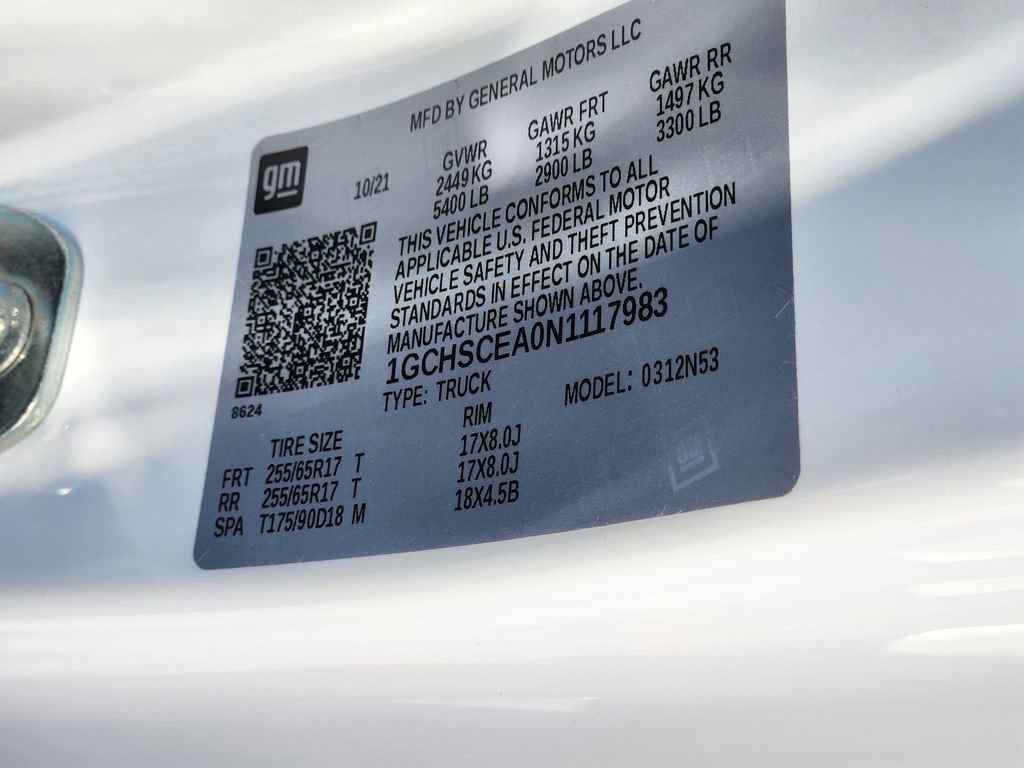 MFD BY GENERAL MOTORS LLC
gm
10/21
GVWR
2449 KG
5400 LB
GAWR FRT
1315 KG
2900 LB
GAWR RR
1497 KG
3300 LB
THIS VEHICLE CONFORMS TO ALL
APPLICABLE U.S. FEDERAL MOTOR
VEHICLE SAFETY AND THEFT PREVENTION
STANDARDS IN EFFECT ON THE DATE OF
MANUFACTURE SHOWN ABOVE.
1GCHSCEA0N1117983
TYPE: TRUCK
MODEL: 0312N53
8624
TIRE SIZE RIM
FRT 255/65R17 T 17X8.0J
RR 255/65R17 T 17X8.0J
SPA T175/90D18 M 18X4.5B